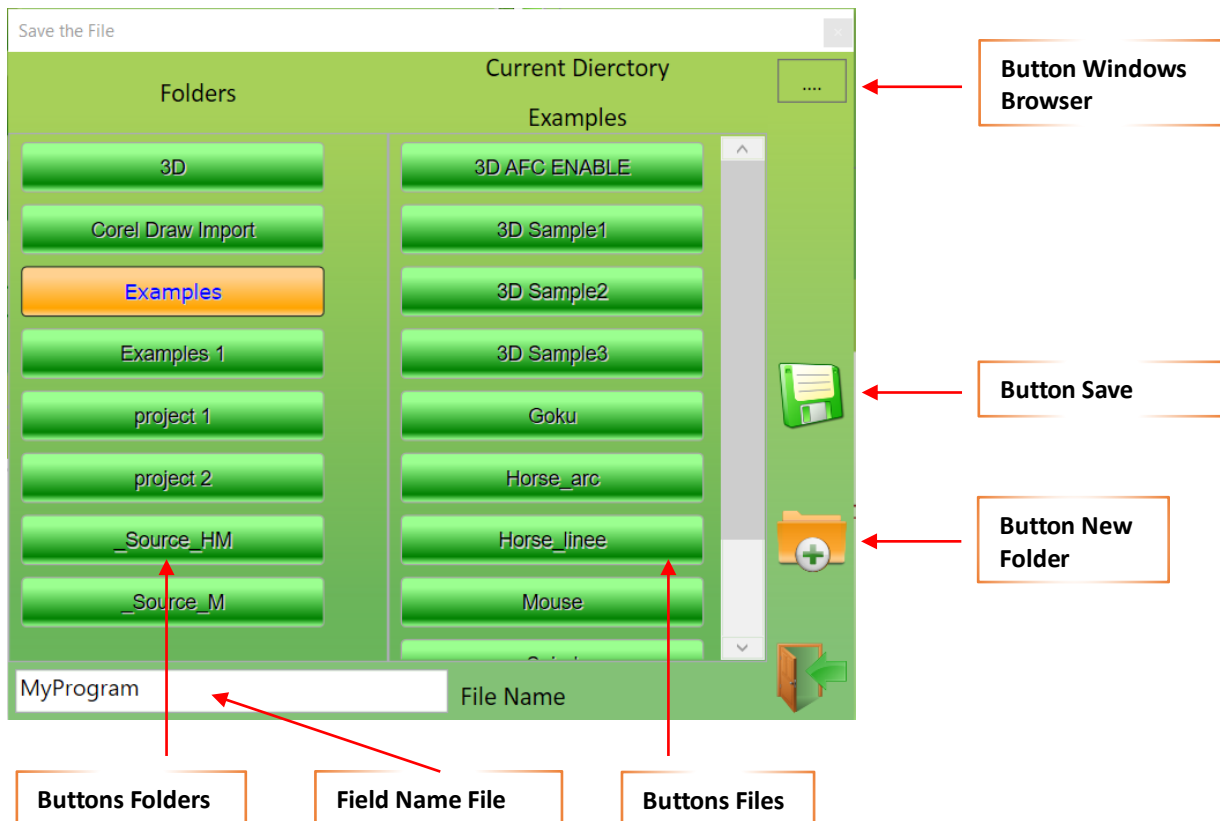 Save the File
Folders
Current Dierctory
Examples
....
Button Windows
Browser
3D
Corel Draw Import
Examples
Examples 1
project 1
project 2
_Source_HM
_Source_M
3D AFC ENABLE
3D Sample1
3D Sample2
3D Sample3
Goku
Horse_arc
Horse_linee
Mouse
Button Save
Button New
Folder
MyProgram
File Name
Buttons Folders
Field Name File
Buttons Files